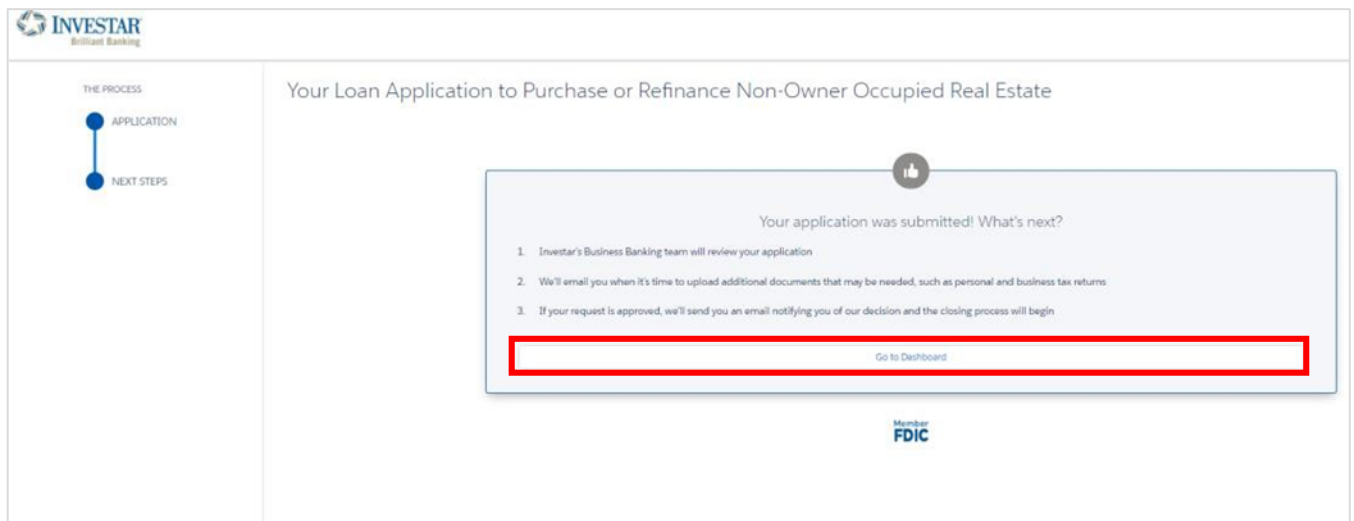 INVESTAR
Brilliant Banking
THE PROCESS
APPLICATION
NEXT STEPS
Your Loan Application to Purchase or Refinance Non-Owner Occupied Real Estate
Your application was submitted! What's next?
1. Investar's Business Banking team will review your application
2. We'll email you when it's time to upload additional documents that may be needed, such as personal and business tax returns
3. If your request is approved, we'll send you an email notifying you of our decision and the closing process will begin
Go to Dashboard
Member
FDIC